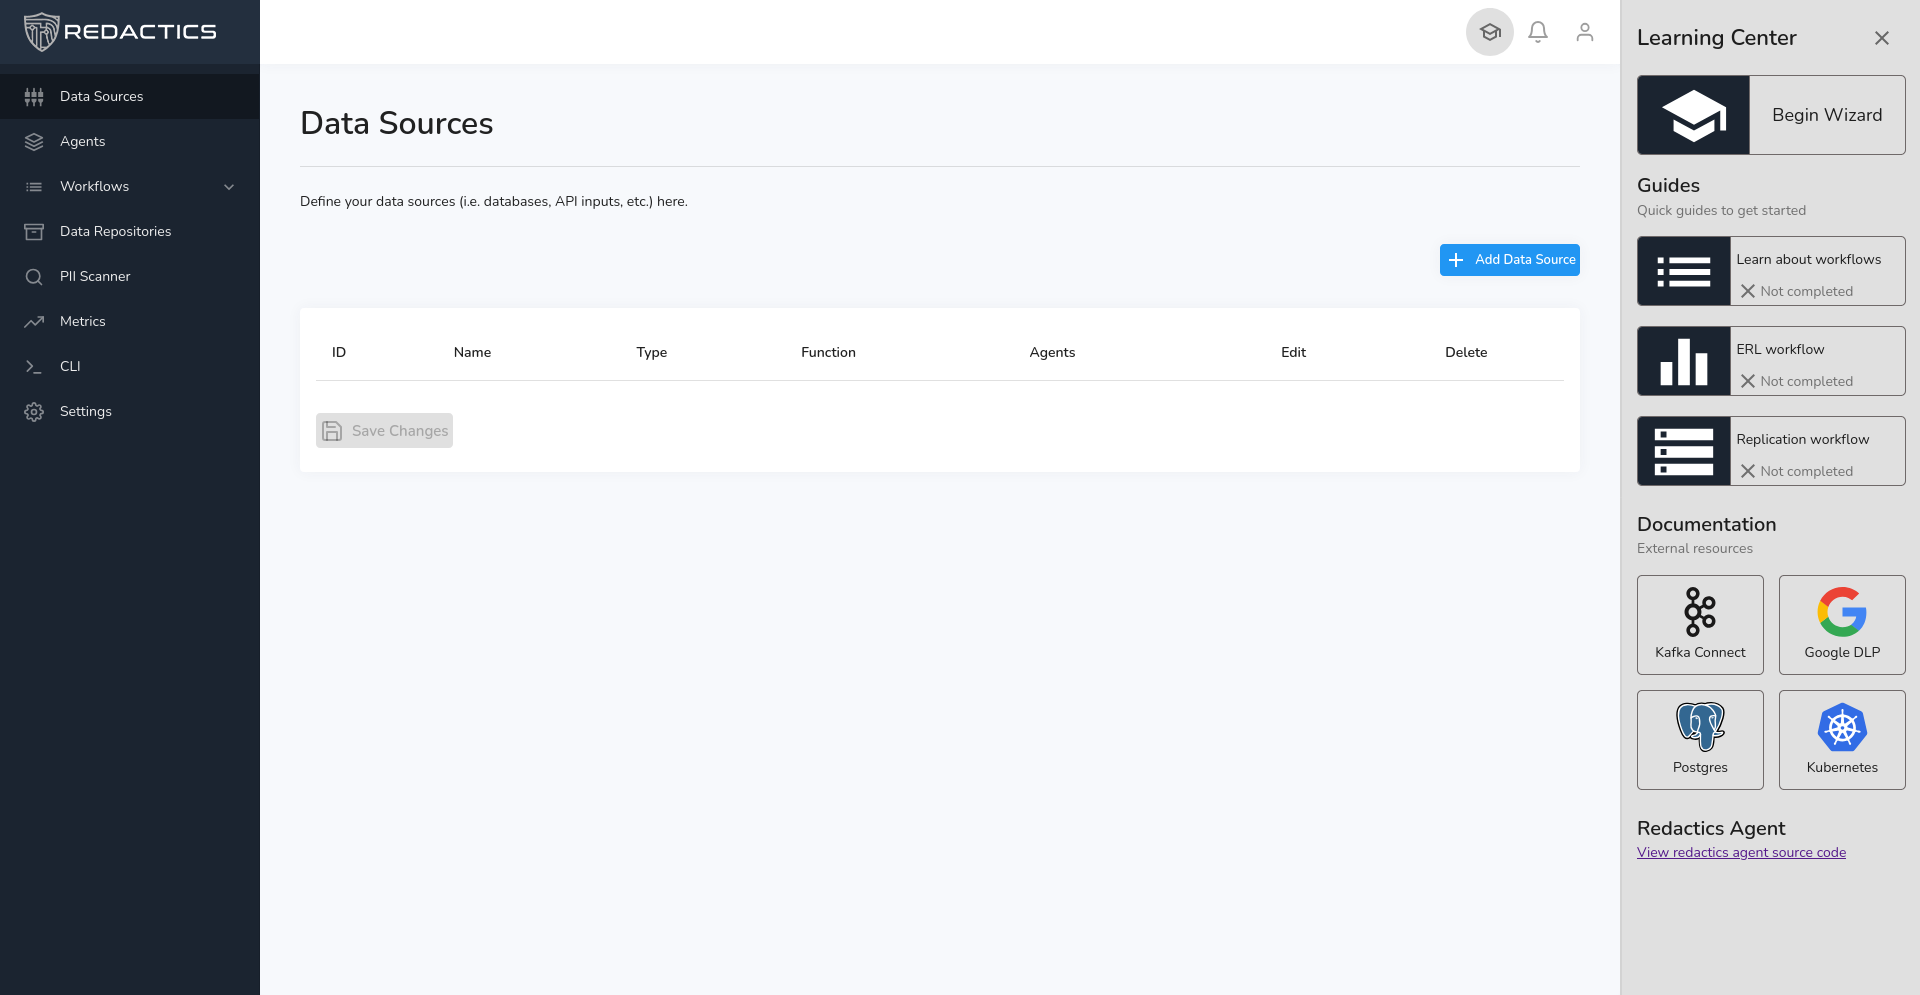 REDACTICS
Data Sources
Agents
Workflows
Data Repositories
PII Scanner
Metrics
CLI
Settings
Data Sources
Define your data sources (i.e. databases, API inputs, etc.) here.
Add Data Source
ID Name Type Function Agents Edit Delete
Save Changes
Learning Center
Begin Wizard
Guides
Quick guides to get started
Learn about workflows
Not completed
ERL workflow
Not completed
Replication workflow
Not completed
Documentation
External resources
Kafka Connect
Google DLP
Postgres
Kubernetes
Redactics Agent
View redactics agent source code